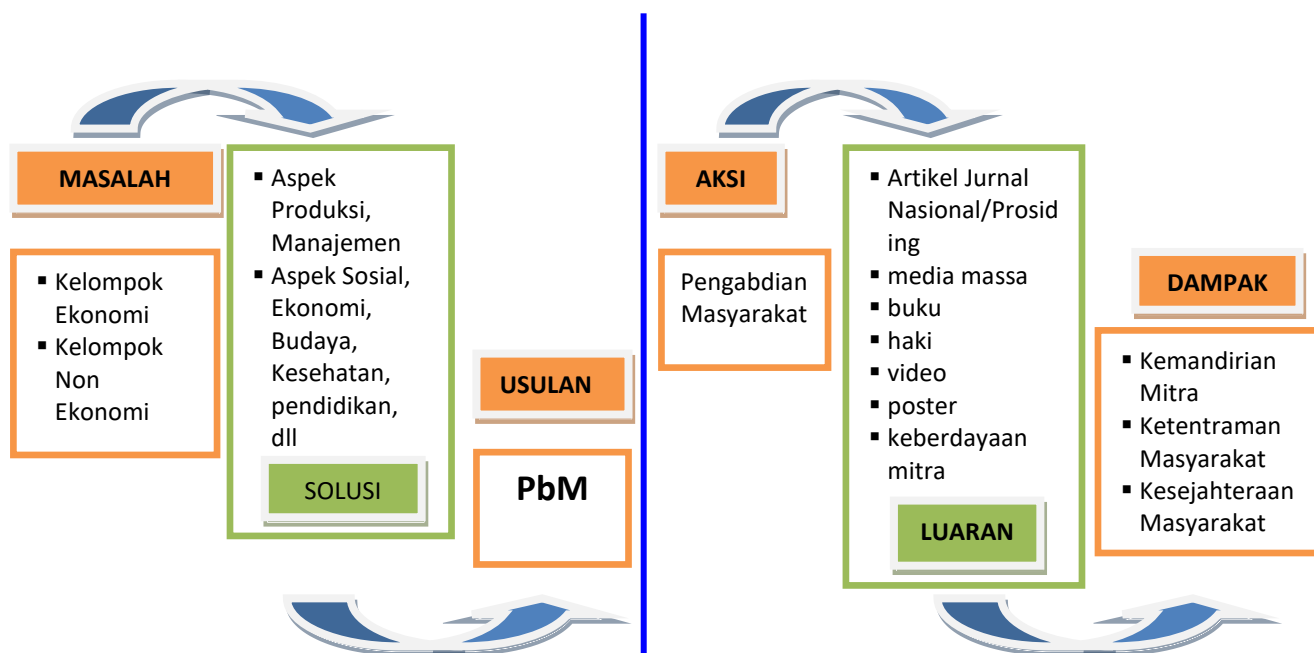 MASALAH
▪ Kelompok
Ekonomi
▪ Kelompok
Non
Ekonomi
▪ Aspek
Produksi,
Manajemen
▪ Aspek Sosial,
Ekonomi,
Budaya,
Kesehatan,
pendidikan,
dll
SOLUSI
USULAN
PbM
AKSI
Pengabdian
Masyarakat
▪ Artikel Jurnal
Nasional/Prosid
ing
▪ media massa
▪ buku
▪ haki
▪ video
▪ poster
▪ keberdayaan
mitra
LUARAN
DAMPAK
▪ Kemandirian
Mitra
▪ Ketentraman
Masyarakat
▪ Kesejahteraan
Masyarakat